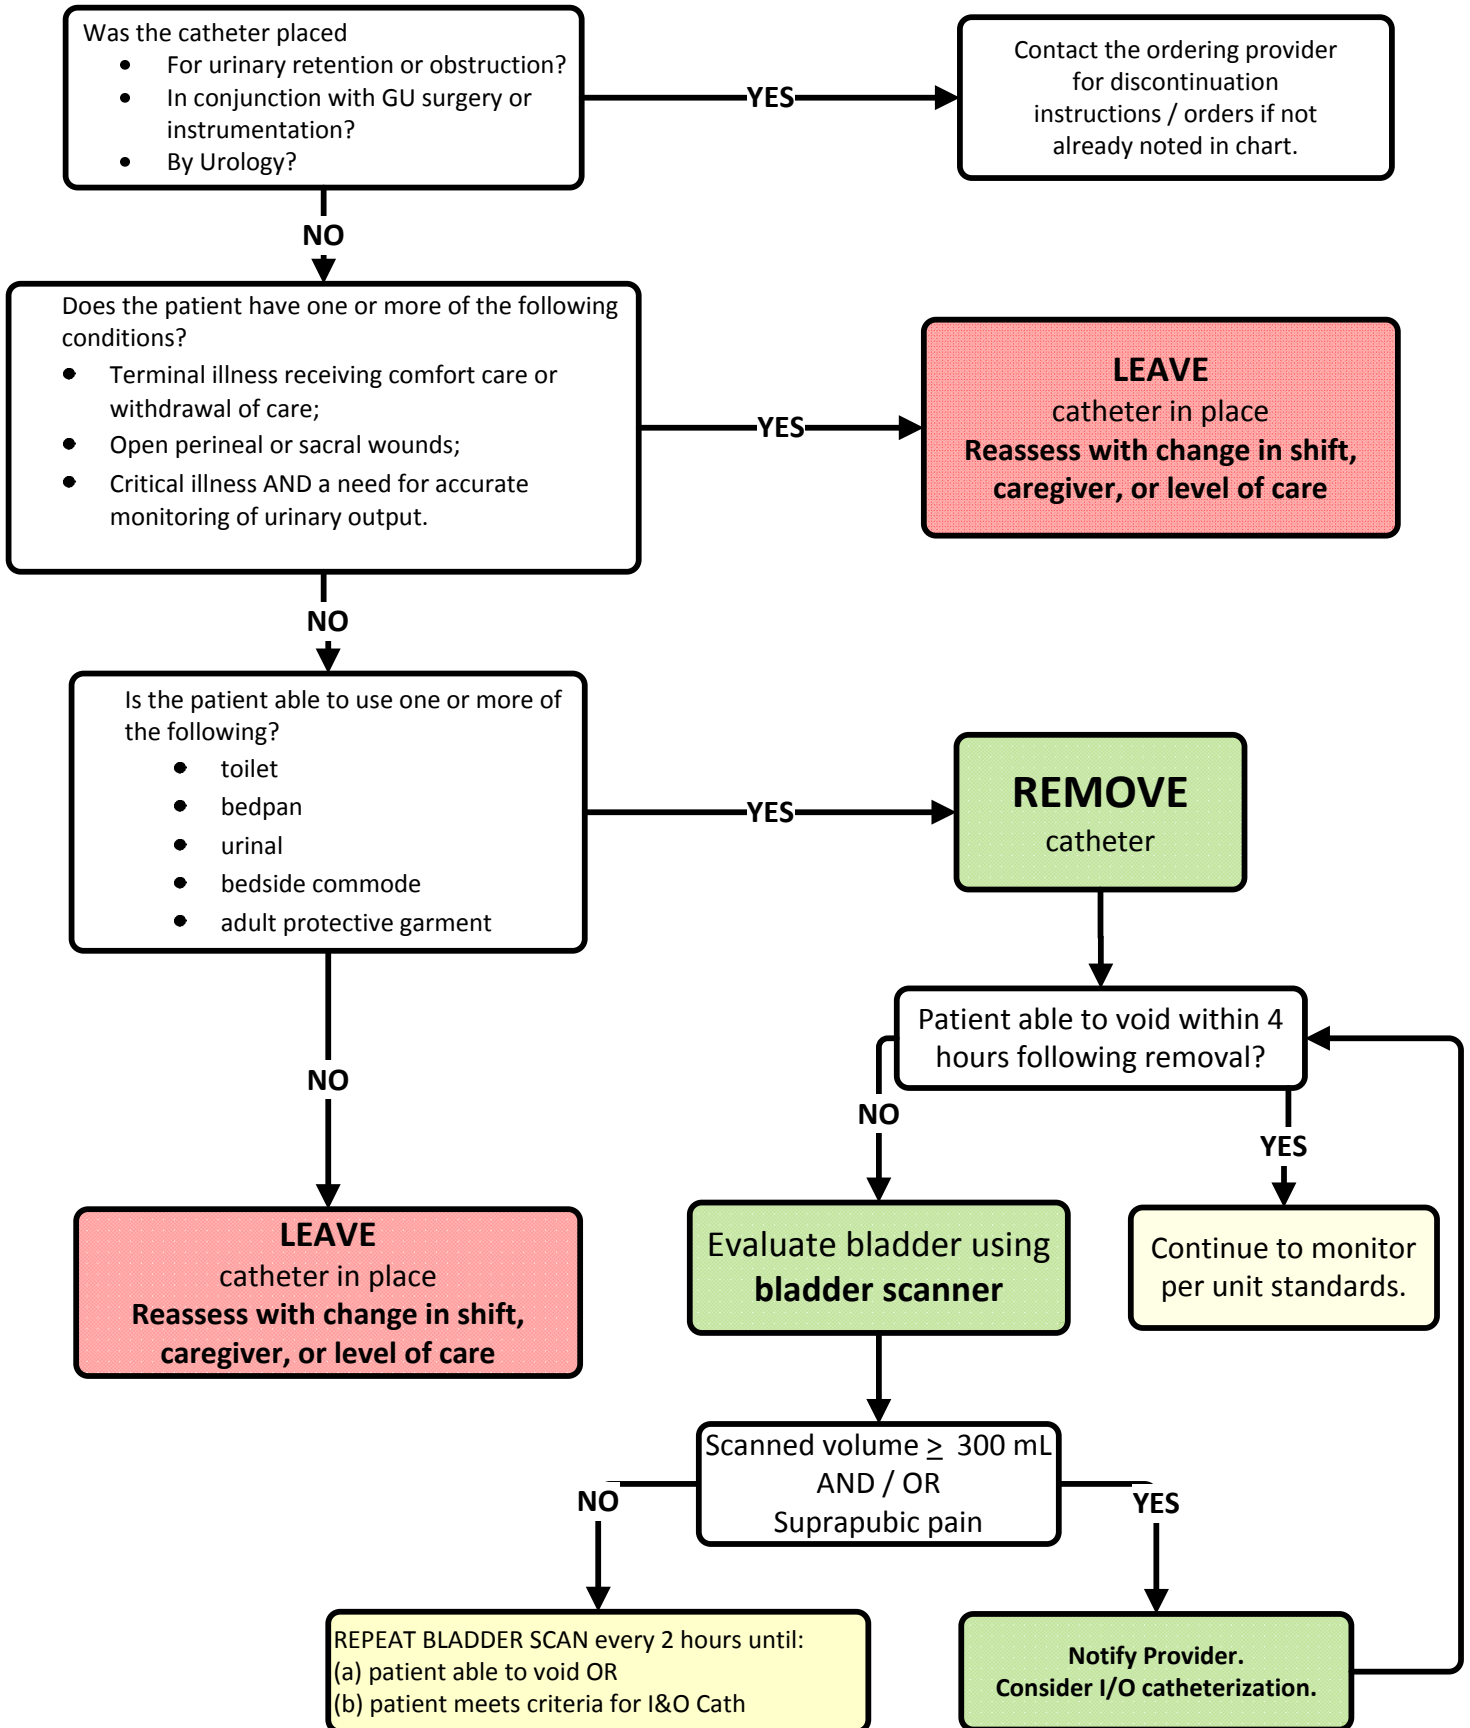 Was the catheter placed
• For urinary retention or obstruction?
• In conjunction with GU surgery or
instrumentation?
• By Urology?
YES
Contact the ordering provider
for discontinuation
instructions / orders if not
already noted in chart.
NO
Does the patient have one or more of the following
conditions?
• Terminal illness receiving comfort care or
withdrawal of care;
• Open perineal or sacral wounds;
• Critical illness AND a need for accurate
monitoring of urinary output.
YES
LEAVE
catheter in place
Reassess with change in shift,
caregiver, or level of care
NO
Is the patient able to use one or more of
the following?
• toilet
• bedpan
• urinal
• bedside commode
• adult protective garment
YES
REMOVE
catheter
Patient able to void within 4
hours following removal?
NO
NO
YES
LEAVE
catheter in place
Reassess with change in shift,
caregiver, or level of care
Evaluate bladder using
bladder scanner
Continue to monitor
per unit standards.
Scanned volume ≥ 300 mL
AND / OR
Suprapubic pain
NO
YES
REPEAT BLADDER SCAN every 2 hours until:
(a) patient able to void OR
(b) patient meets criteria for I&O Cath
Notify Provider.
Consider I/O catheterization.